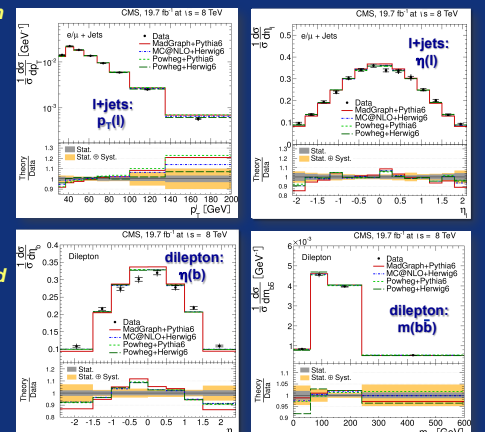 n
CMS, 19.7 fb⁻¹ at √s = 8 TeV
1/σ dσ/dp_T^l [GeV⁻¹]
e/μ + Jets
Data
MadGraph+Pythia6
MC@NLO+Herwig6
Powheg+Pythia6
Powheg+Herwig6
l+jets:
p_T(l)
10⁻²
10⁻³
Theory
Data
Stat.
Stat. ⊕ Syst.
1.3
1.2
1.1
1
0.9
40 60 80 100 120 140 160 180 200
p_T^l [GeV]
CMS, 19.7 fb⁻¹ at √s = 8 TeV
1/σ dσ/dη_l
e/μ + Jets
l+jets:
η(l)
0.5
0.4
0.3
0.2
0.1
Data
MadGraph+Pythia6
MC@NLO+Herwig6
Powheg+Pythia6
Powheg+Herwig6
Theory
Data
Stat.
Stat. ⊕ Syst.
1.3
1.2
1.1
1
0.9
0.8
-2 -1.5 -1 -0.5 0 0.5 1 1.5 2
η_l
d
CMS, 19.7 fb⁻¹ at √s = 8 TeV
1/σ dσ/dη_b
Dilepton
dilepton:
η(b)
0.4
0.35
0.3
0.25
0.2
0.15
0.1
Data
MadGraph+Pythia6
MC@NLO+Herwig6
Powheg+Pythia6
Powheg+Herwig6
Theory
Data
Stat.
Stat. ⊕ Syst.
1.2
1.1
1
0.9
0.8
-2 -1.5 -1 -0.5 0 0.5 1 1.5 2
CMS, 19.7 fb⁻¹ at √s = 8 TeV
×10⁻³
1/σ dσ/dm_bb̄ [GeV⁻¹]
Dilepton
Data
MadGraph+Pythia6
MC@NLO+Herwig6
Powheg+Pythia6
Powheg+Herwig6
dilepton:
m(bb̄)
6
5
4
3
2
1
Theory
Data
Stat.
Stat. ⊕ Syst.
1.1
1.05
1
0.95
0.9
0 100 200 300 400 500 600